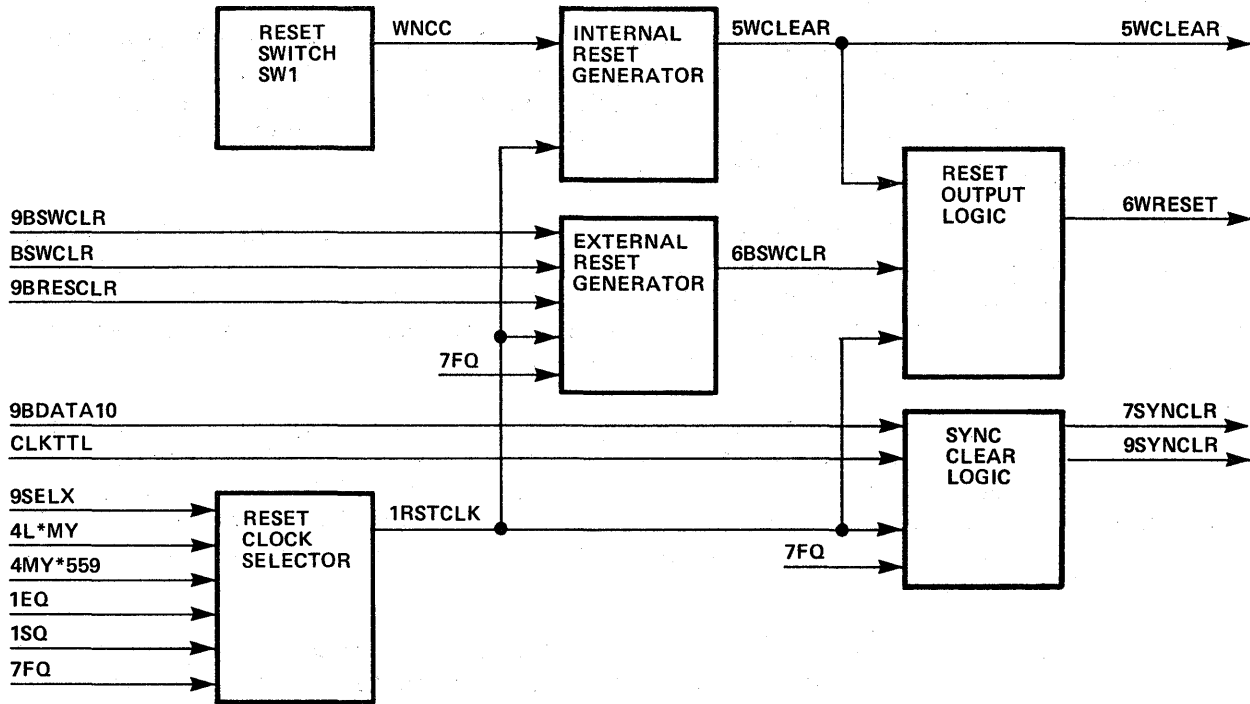 RESET
SWITCH
SW1
WNCC
INTERNAL
RESET
GENERATOR
5WCLEAR
5WCLEAR
RESET
OUTPUT
LOGIC
6WRESET
9BSWCLR
BSWCLR
9BRESCLR
7FQ
EXTERNAL
RESET
GENERATOR
6BSWCLR
9BDATA10
CLKTTL
SYNC
CLEAR
LOGIC
7SYNCLR
9SYNCLR
9SELX
4L*MY
4MY*559
1EQ
1SQ
7FQ
RESET
CLOCK
SELECTOR
1RSTCLK
7FQ